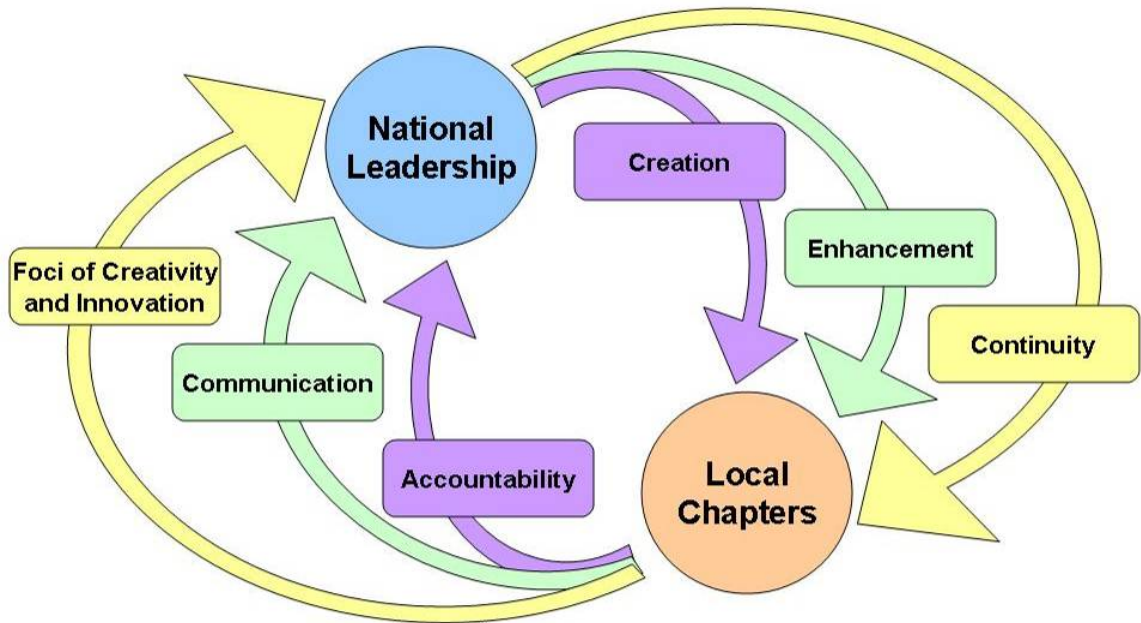 National
Leadership
Creation
Enhancement
Foci of Creativity
and Innovation
Continuity
Communication
Accountability
Local
Chapters